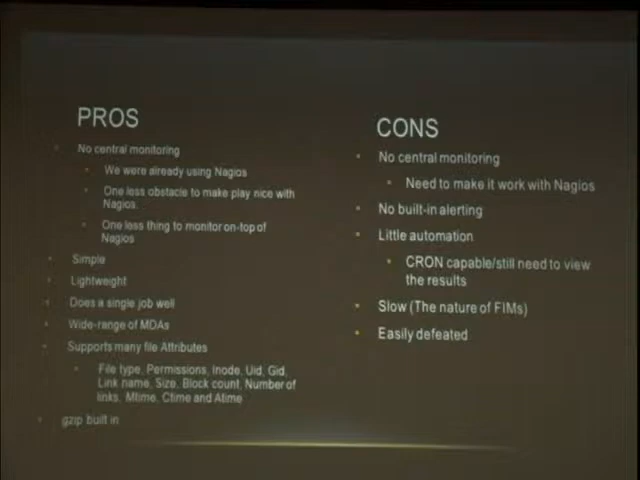 PROS
No central monitoring
We were already using Nagios
One less obstacle to make play nice with
Nagios.
One less thing to monitor on-top of
Nagios
Simple
Lightweight
Does a single job well
Wide-range of MDAs
Supports many file Attributes
File type, Permissions, Inode, Uid, Gid,
Link name, Size, Block count, Number of
links, Mtime, Ctime and Atime
gzip built in
CONS
No central monitoring
Need to make it work with Nagios
No built-in alerting
Little automation
CRON capable/still need to view
the results
Slow (The nature of FIMs)
Easily defeated